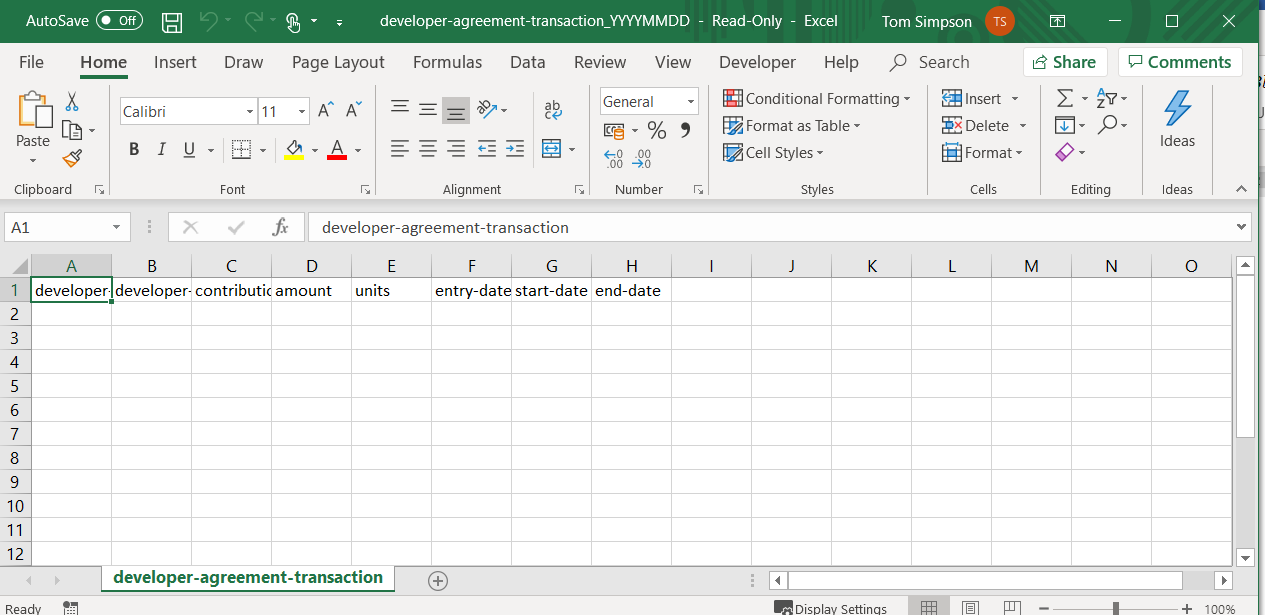 AutoSave Off developer-agreement-transaction_YYYYMMDD - Read-Only - Excel Tom Simpson TS
File Home Insert Draw Page Layout Formulas Data Review View Developer Help Search Share Comments
Calibri 11 A A ab General Conditional Formatting Insert
Paste Format as Table Delete Ideas
B I U A Cell Styles Format
Clipboard Font Alignment Number Styles Cells Editing Ideas
A1 fx developer-agreement-transaction
A B C D E F G H I J K L M N O
1 developer- developer- contributio amount units entry-date start-date end-date
2
3
4
5
6
7
8
9
10
11
12
developer-agreement-transaction
Ready Display Settings 100%